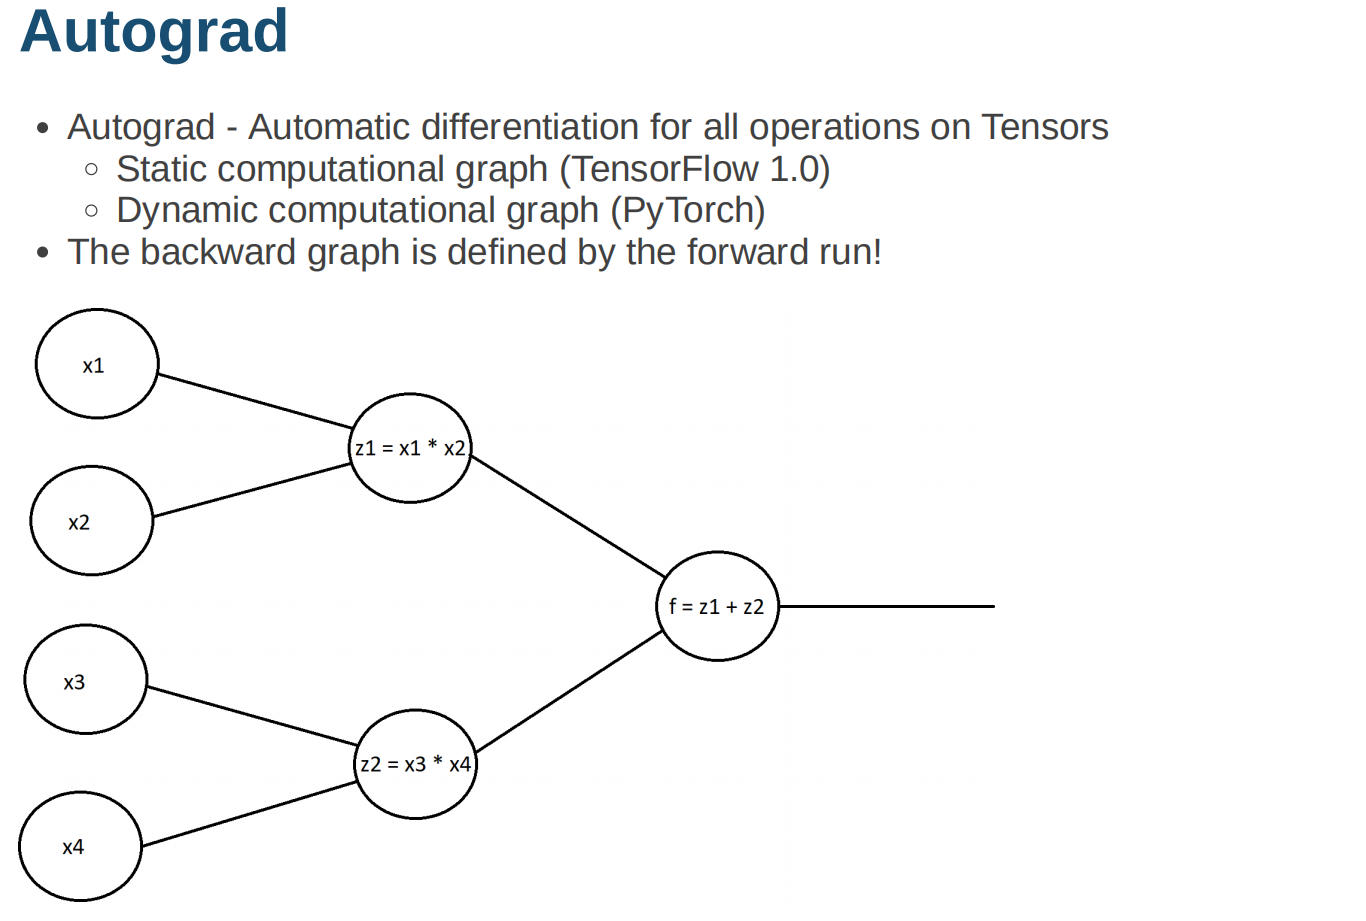 Autograd
• Autograd - Automatic differentiation for all operations on Tensors
○ Static computational graph (TensorFlow 1.0)
○ Dynamic computational graph (PyTorch)
• The backward graph is defined by the forward run!
x1
z1 = x1 * x2
x2
f = z1 + z2
x3
z2 = x3 * x4
x4